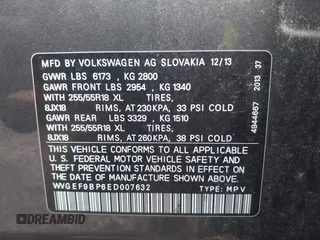 MFD BY VOLKSWAGEN AG SLOVAKIA 12/13
GVWR LBS 6173 , KG 2800
GAWR FRONT LBS 2954 , KG 1340
WITH 255/55R18 XL TIRES,
8JX18 RIMS, AT 230KPA, 33 PSI COLD
GAWR REAR LBS 3329 , KG 1510
WITH 255/55R18 XL TIRES,
8JX18 RIMS, AT 260KPA, 38 PSI COLD
THIS VEHICLE CONFORMS TO ALL APPLICABLE
U.S. FEDERAL MOTOR VEHICLE SAFETY AND
THEFT PREVENTION STANDARDS IN EFFECT ON
THE DATE OF MANUFACTURE SHOWN ABOVE.
WVGEF9BP6ED007632 TYPE: MPV
4944667 2013 37
AUTOBIDMASTER